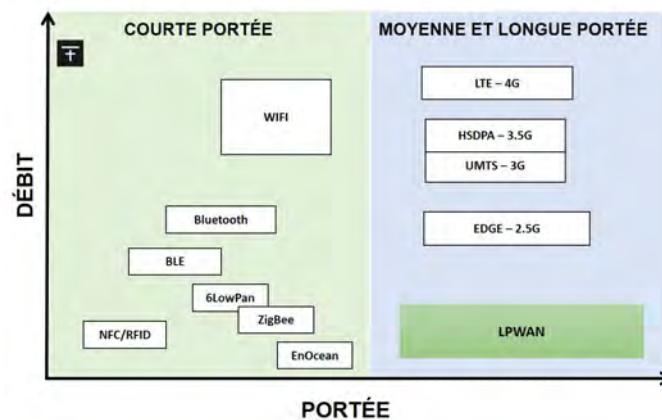 COURTE PORTÉE
MOYENNE ET LONGUE PORTÉE
WIFI
LTE – 4G
HSDPA – 3.5G
UMTS – 3G
Bluetooth
EDGE – 2.5G
BLE
6LowPan
ZigBee
NFC/RFID
EnOcean
LPWAN
DÉBIT
PORTÉE